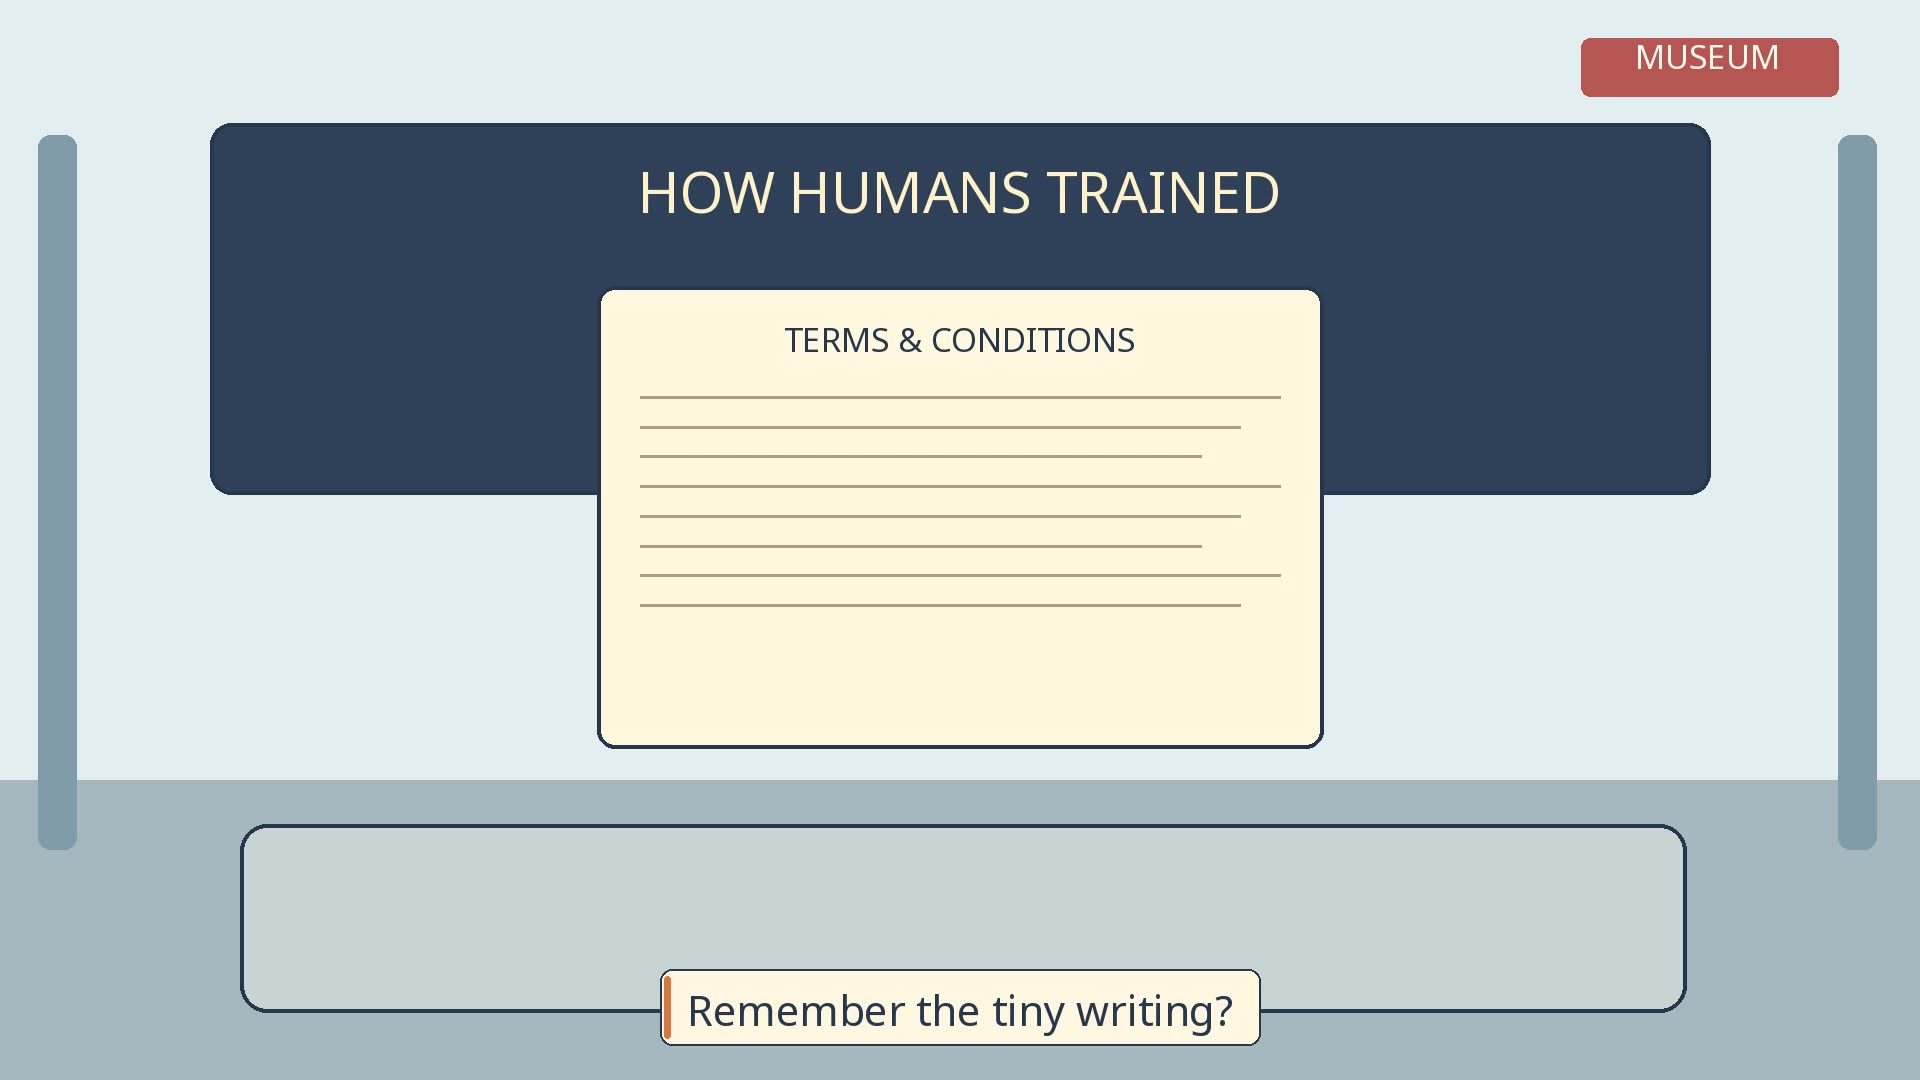 MUSEUM
HOW HUMANS TRAINED
TERMS & CONDITIONS
Remember the tiny writing?